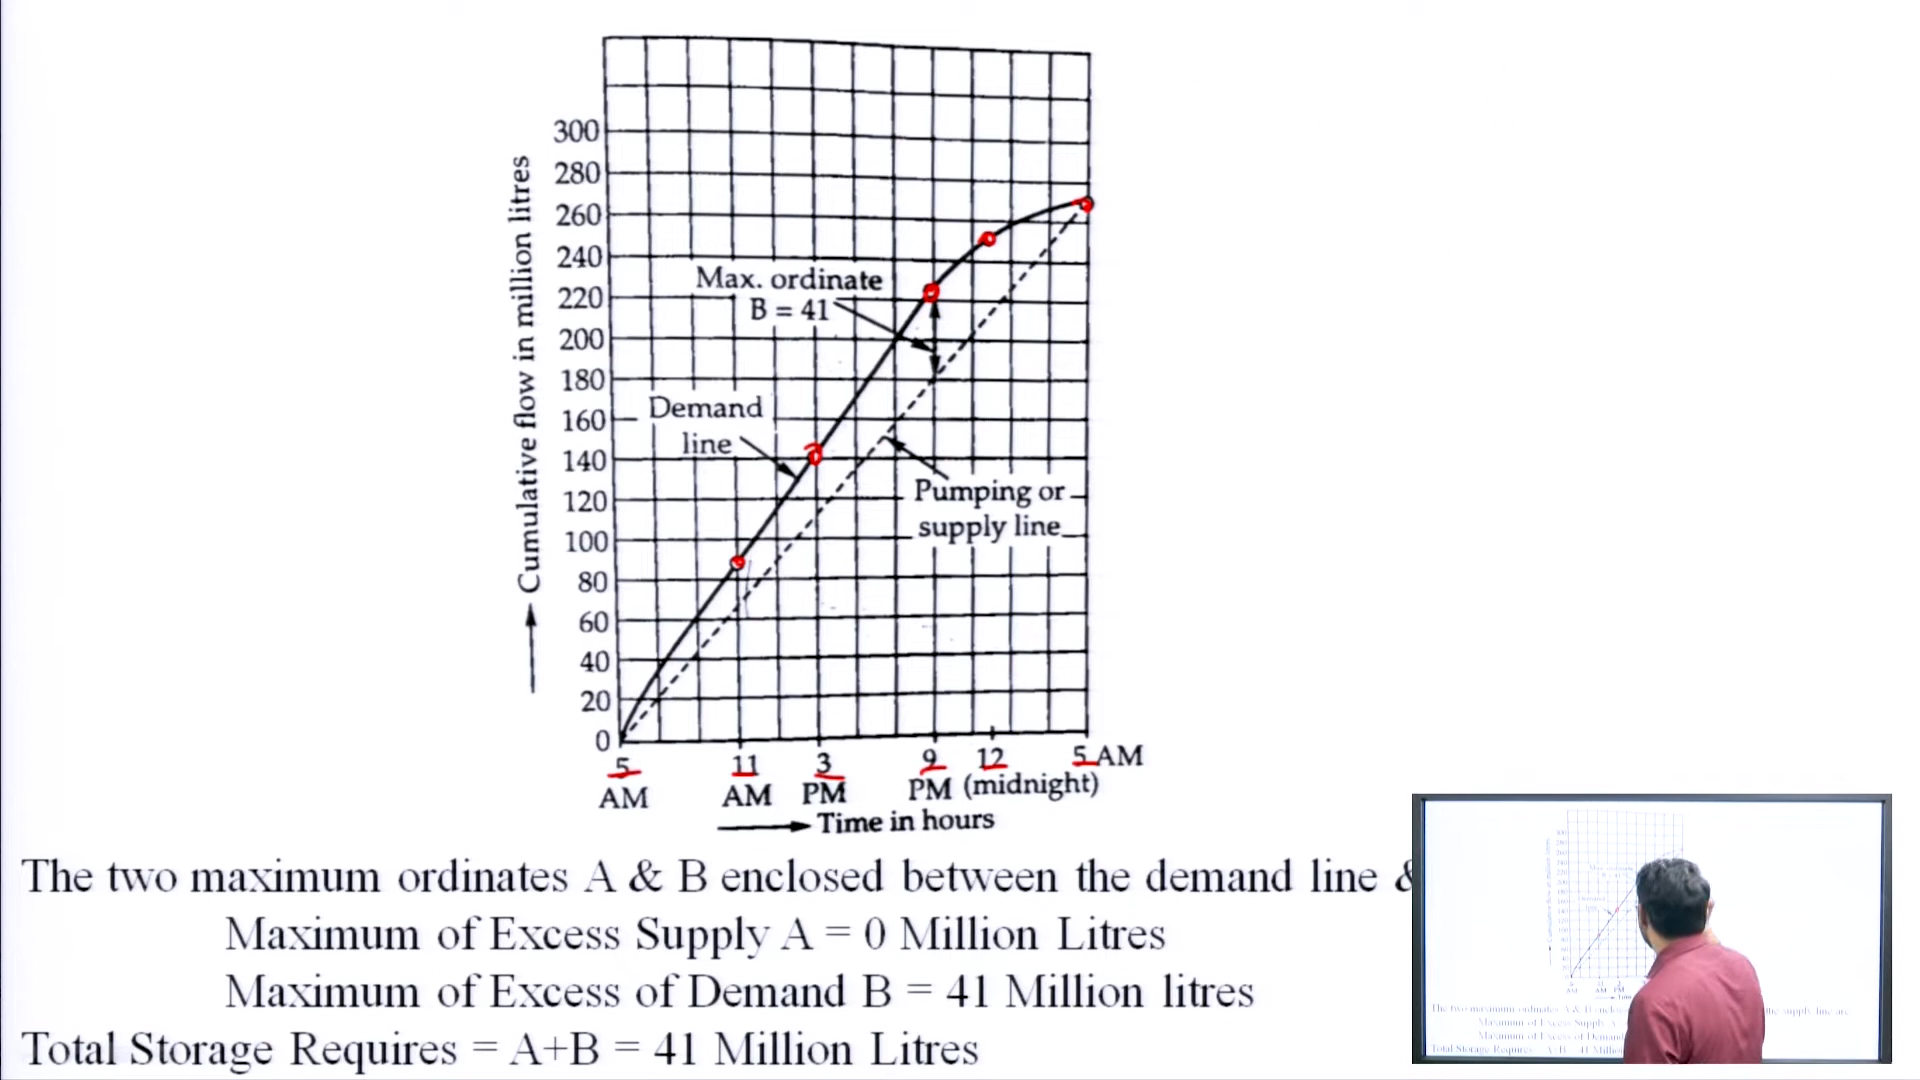 300
280
260
240
220
200
180
160
140
120
100
80
60
40
20
0
Cumulative flow in million litres
Max. ordinate
B = 41
Demand
line
Pumping or
supply line
5 11 3 9 12 5 AM
AM AM PM PM (midnight)
Time in hours
The two maximum ordinates A & B enclosed between the demand line &
Maximum of Excess Supply A = 0 Million Litres
Maximum of Excess of Demand B = 41 Million litres
Total Storage Requires = A+B = 41 Million Litres